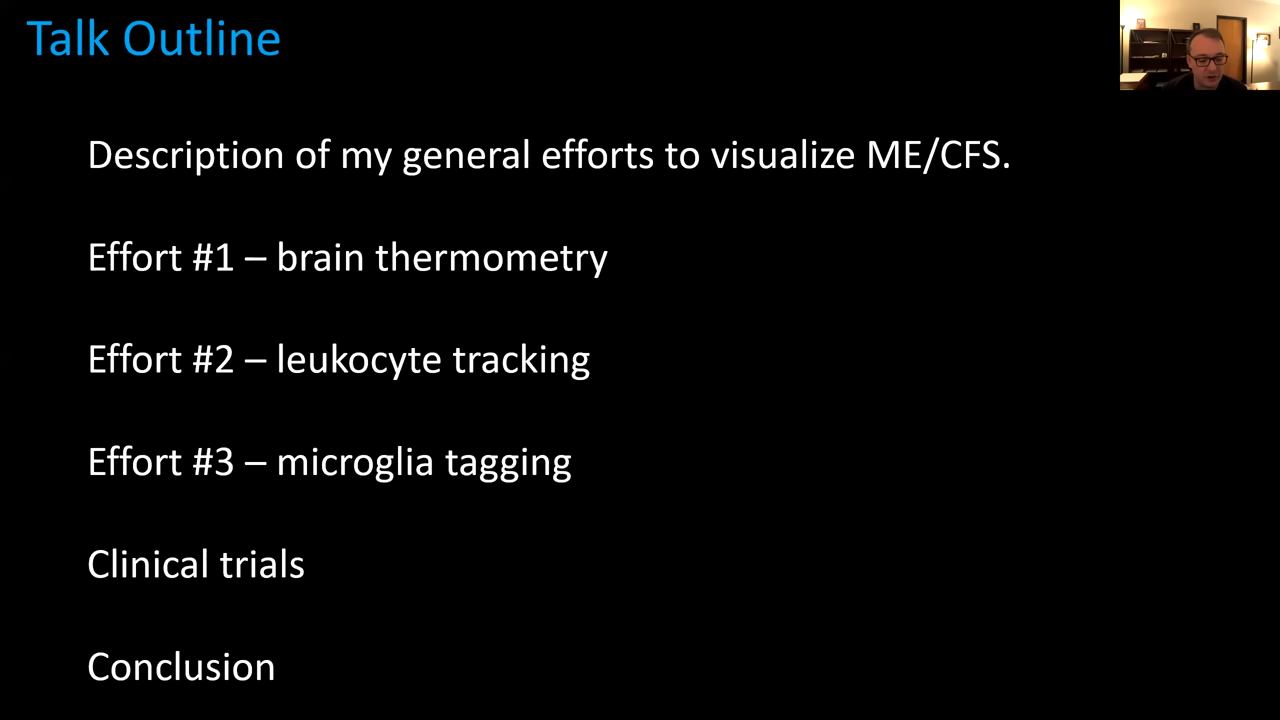 Talk Outline
Description of my general efforts to visualize ME/CFS.
Effort #1 – brain thermometry
Effort #2 – leukocyte tracking
Effort #3 – microglia tagging
Clinical trials
Conclusion